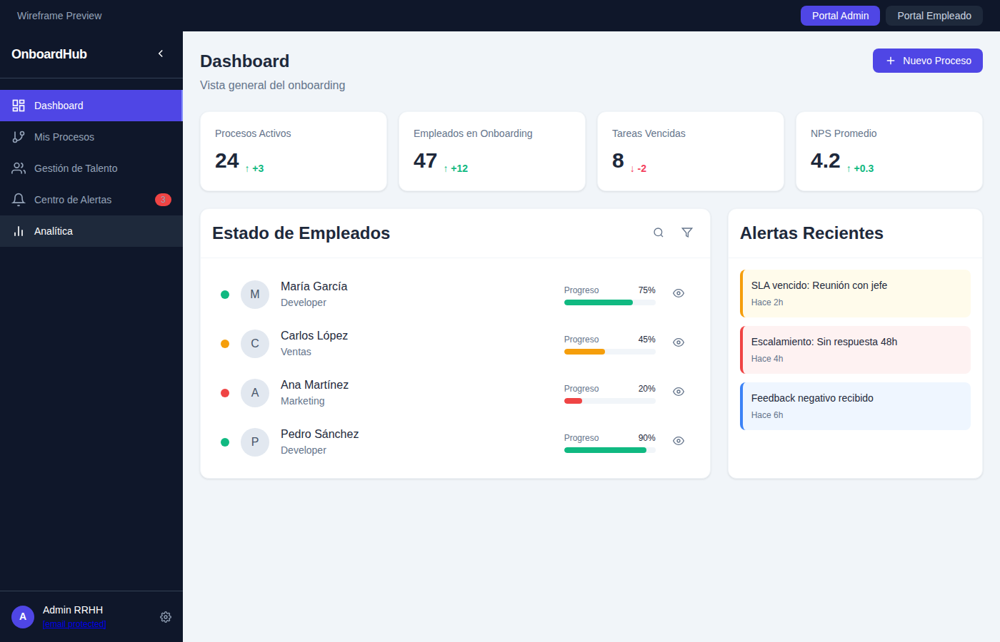 Wireframe Preview
Portal Admin
Portal Empleado
OnboardHub
Dashboard
Mis Procesos
Gestión de Talento
Centro de Alertas
3
Analítica
Admin RRHH
[email protected]
A
Dashboard
Vista general del onboarding
Nuevo Proceso
Procesos Activos
24 ↑ +3
Empleados en Onboarding
47 ↑ +12
Tareas Vencidas
8 ↓ -2
NPS Promedio
4.2 ↑ +0.3
Estado de Empleados
M
María García
Developer
Progreso 75%
C
Carlos López
Ventas
Progreso 45%
A
Ana Martínez
Marketing
Progreso 20%
P
Pedro Sánchez
Developer
Progreso 90%
Alertas Recientes
SLA vencido: Reunión con jefe
Hace 2h
Escalamiento: Sin respuesta 48h
Hace 4h
Feedback negativo recibido
Hace 6h